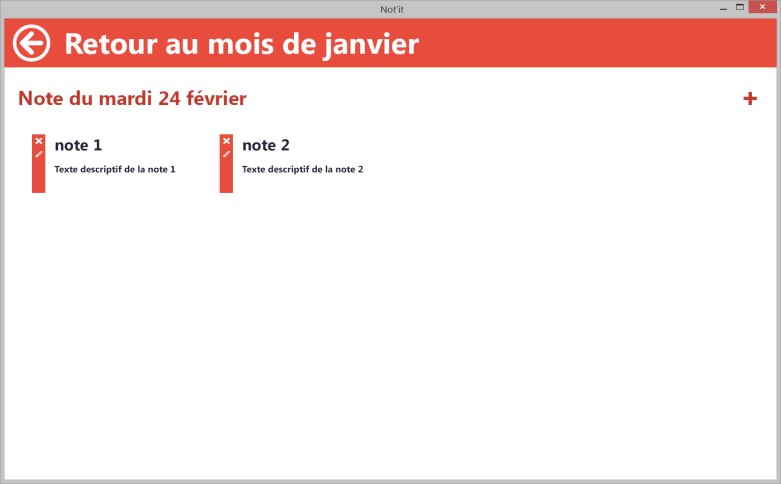 Not'it
Retour au mois de janvier
Note du mardi 24 février
note 1
Texte descriptif de la note 1
note 2
Texte descriptif de la note 2